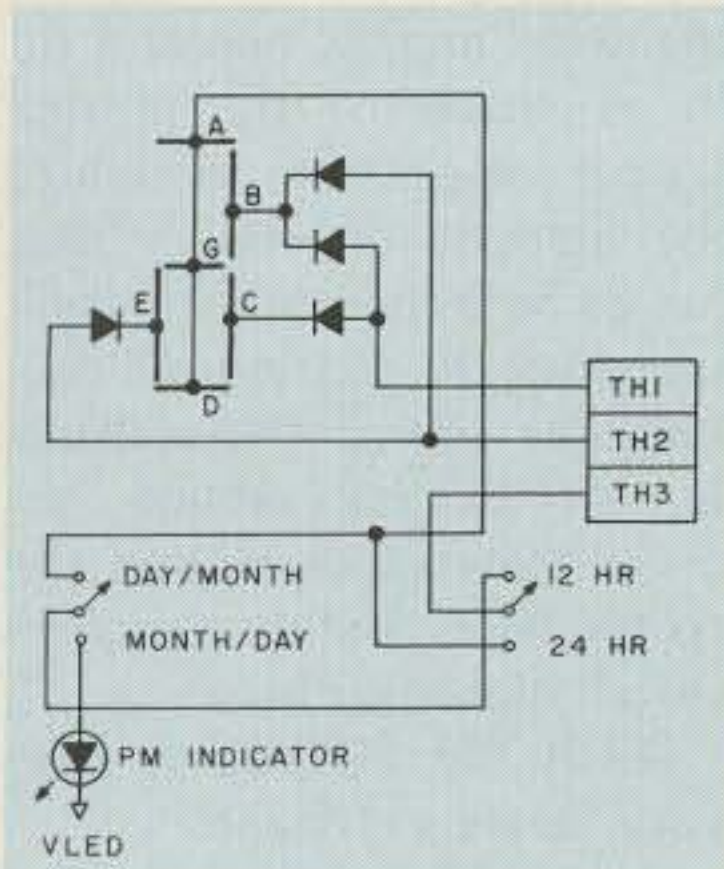 A
B
G
E
C
D
TH1
TH2
TH3
DAY/MONTH
12 HR
MONTH/DAY
24 HR
PM INDICATOR
VLED